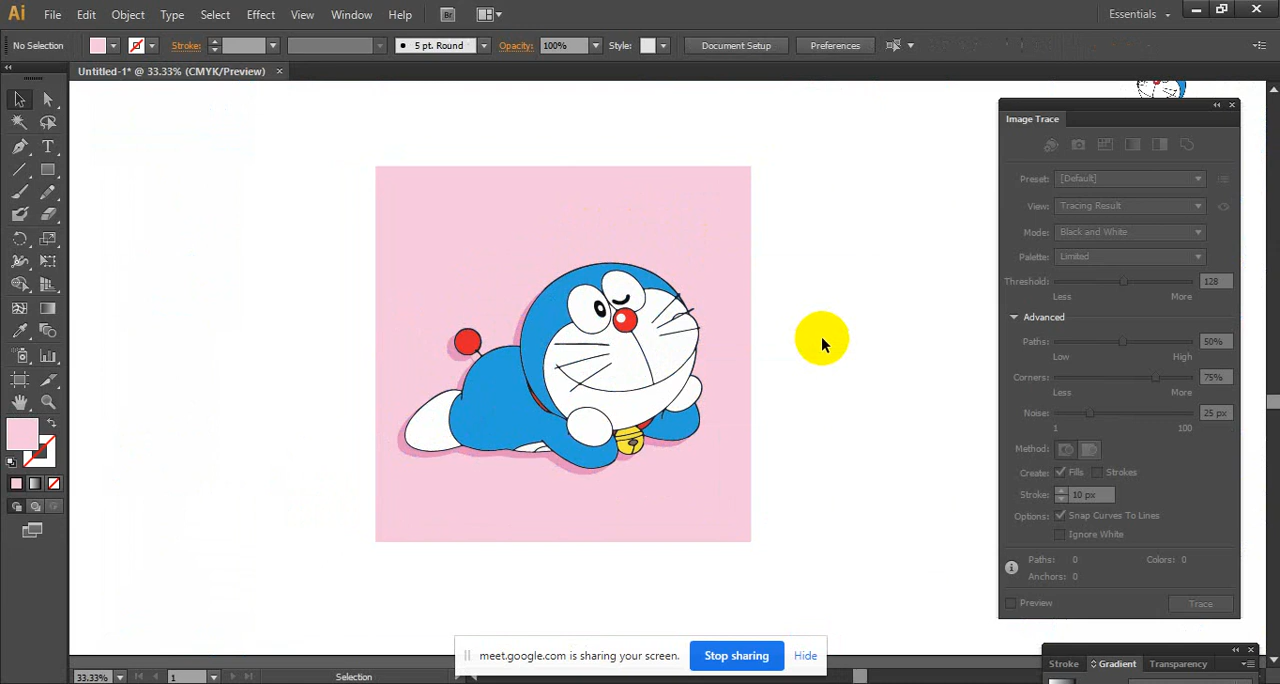 Ai File Edit Object Type Select Effect View Window Help Br Essentials
No Selection Stroke: 5 pt. Round Opacity: 100% Style: Document Setup Preferences
Untitled-1* @ 33.33% (CMYK/Preview)
Image Trace
Preset: [Default]
View: Tracing Result
Mode: Black and White
Palette: Limited
Threshold: 128
Less More
Advanced
Paths: 50%
Low High
Corners: 75%
Less More
Noise: 25 px
1 100
Method:
Create: Fills Strokes
Stroke: 10 px
Options: Snap Curves To Lines
Ignore White
Paths: 0 Colors: 0
Anchors: 0
Preview Trace
meet.google.com is sharing your screen. Stop sharing Hide
Stroke Gradient Transparency
33.33% 1 Selection